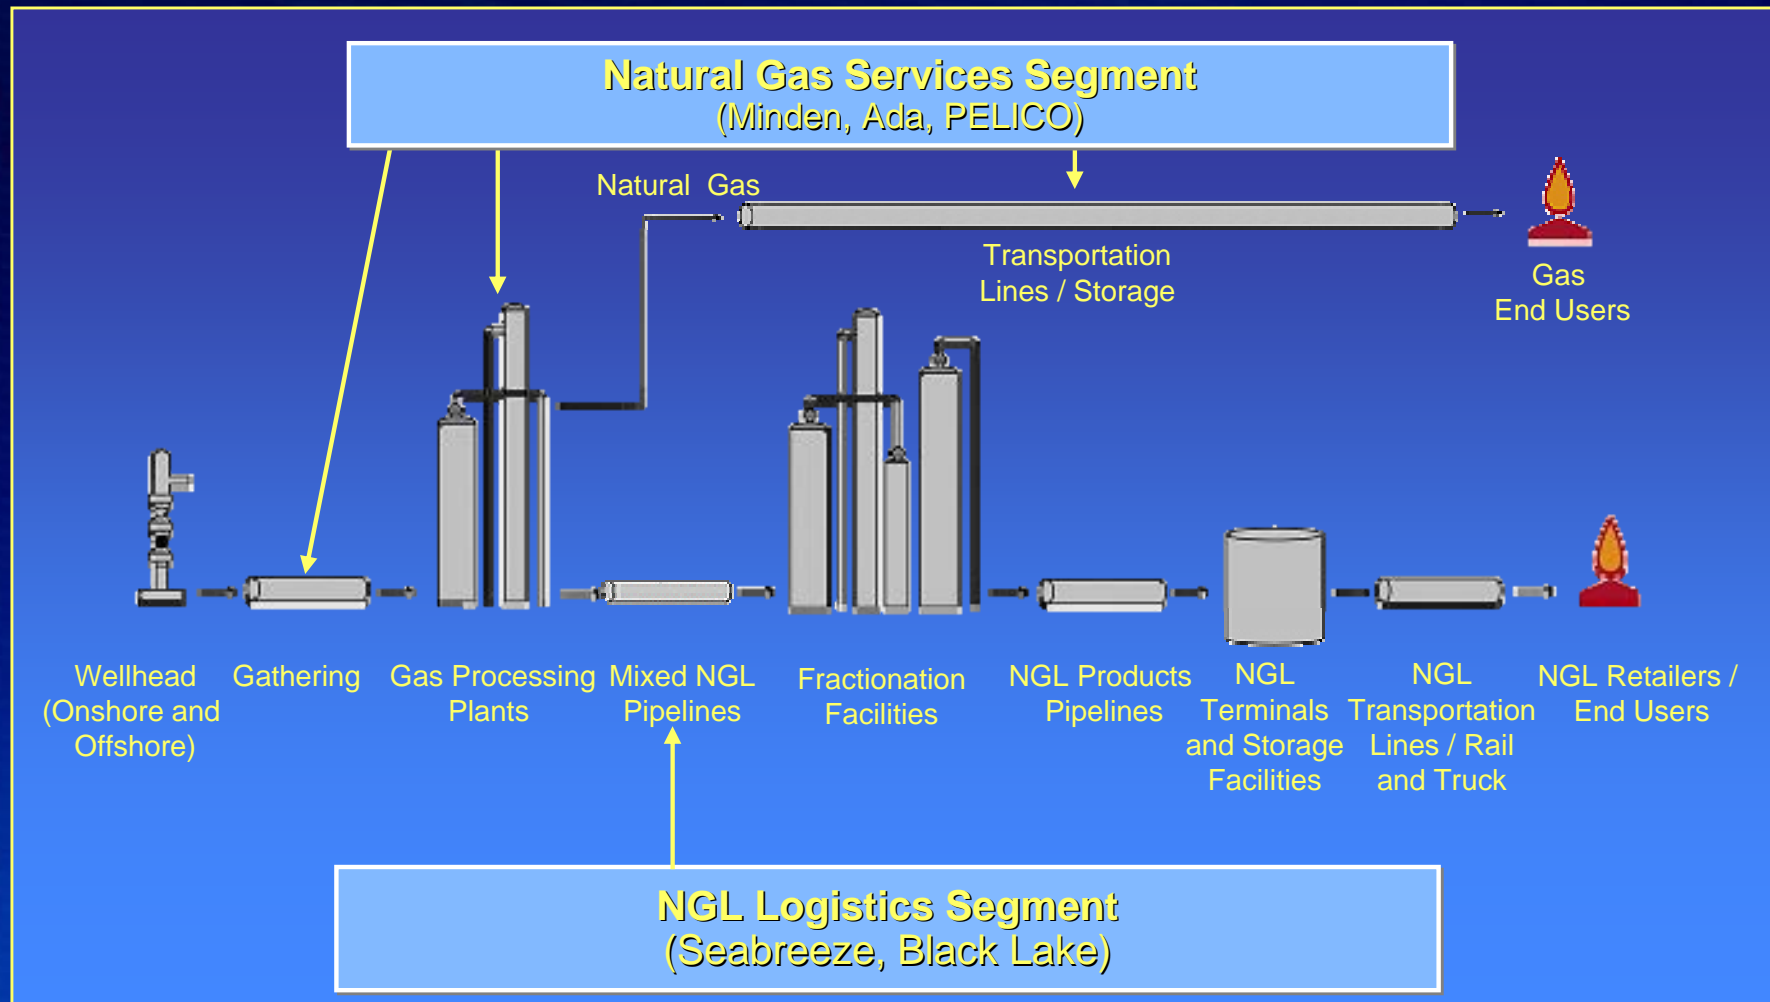 Natural Gas Services Segment
(Minden, Ada, PELICO)
Natural Gas
Transportation
Lines / Storage
Gas
End Users
Wellhead
(Onshore and
Offshore)
Gathering
Gas Processing
Plants
Mixed NGL
Pipelines
Fractionation
Facilities
NGL Products
Pipelines
NGL
Terminals
and Storage
Facilities
NGL
Transportation
Lines / Rail
and Truck
NGL Retailers /
End Users
NGL Logistics Segment
(Seabreeze, Black Lake)